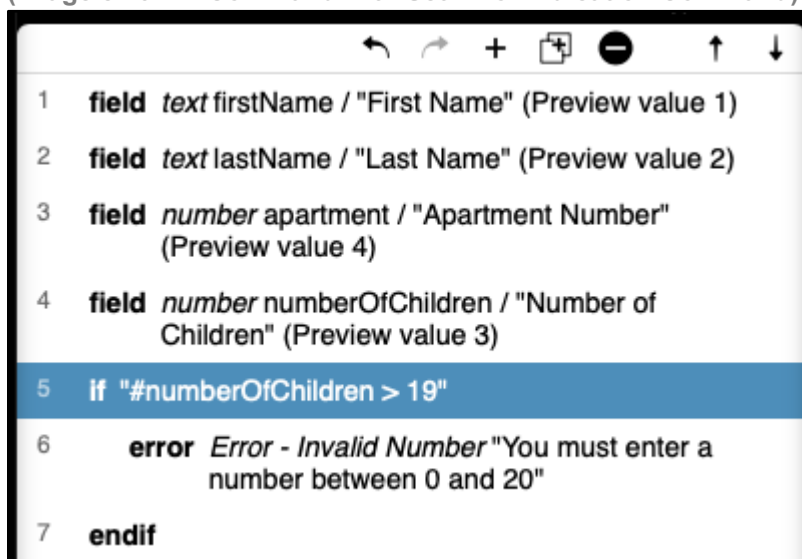 1 field text firstName / "First Name" (Preview value 1)
2 field text lastName / "Last Name" (Preview value 2)
3 field number apartment / "Apartment Number"
(Preview value 4)
4 field number numberOfChildren / "Number of
Children" (Preview value 3)
5 if "#numberOfChildren > 19"
6 error Error - Invalid Number "You must enter a
number between 0 and 20"
7 endif